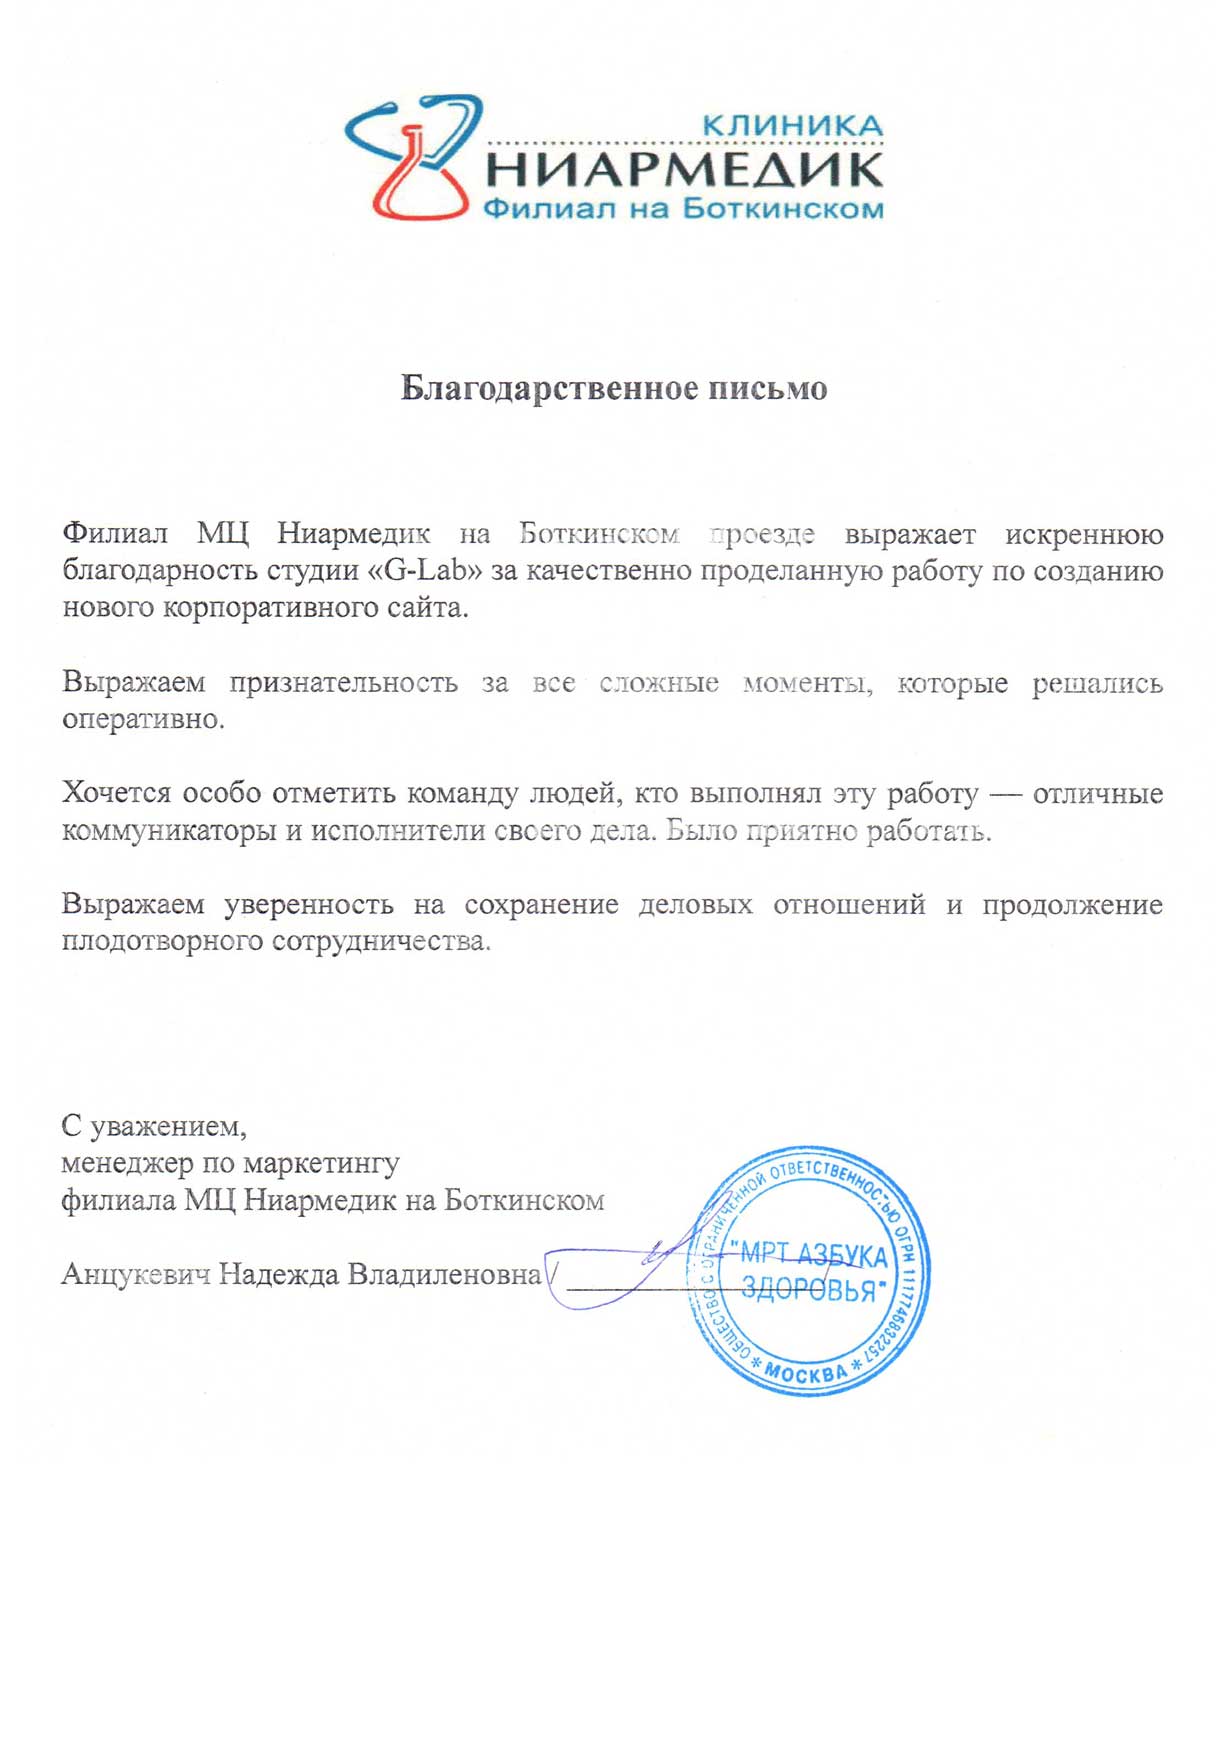 КЛИНИКА
НИАРМЕДИК
Филиал на Боткинском
Благодарственное письмо
Филиал МЦ Ниармедик на Боткинском проезде выражает искреннюю
благодарность студии «G-Lab» за качественно проделанную работу по созданию
нового корпоративного сайта.
Выражаем признательность за все сложные моменты, которые решались
оперативно.
Хочется особо отметить команду людей, кто выполнял эту работу — отличные
коммуникаторы и исполнители своего дела. Было приятно работать.
Выражаем уверенность на сохранение деловых отношений и продолжение
плодотворного сотрудничества.
С уважением,
менеджер по маркетингу
филиала МЦ Ниармедик на Боткинском
Анцукевич Надежда Владиленовна /
ОБЩЕСТВО С ОГРАНИЧЕННОЙ ОТВЕТСТВЕННОСТЬЮ ОГРН 1117746832257
"МРТ АЗБУКА
ЗДОРОВЬЯ"
* МОСКВА *